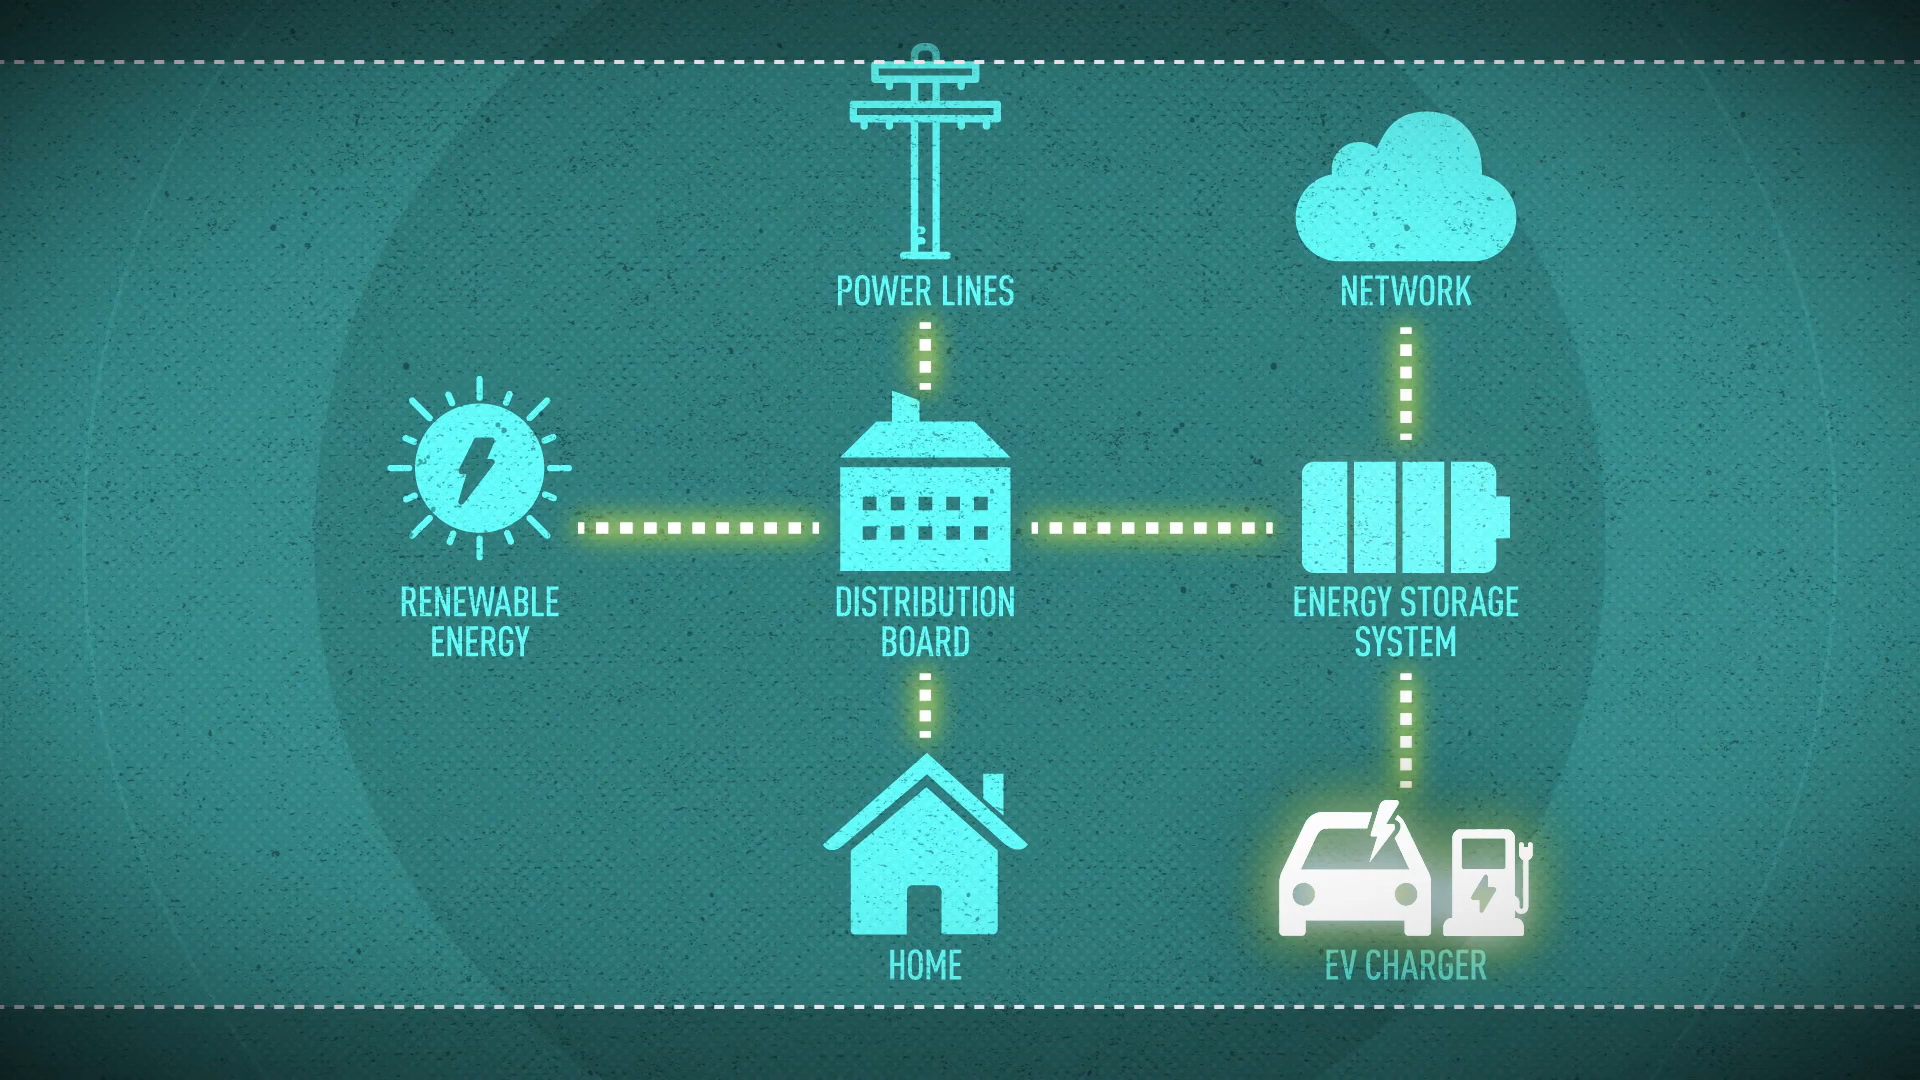 POWER LINES
NETWORK
RENEWABLE
ENERGY
DISTRIBUTION
BOARD
ENERGY STORAGE
SYSTEM
HOME
EV CHARGER